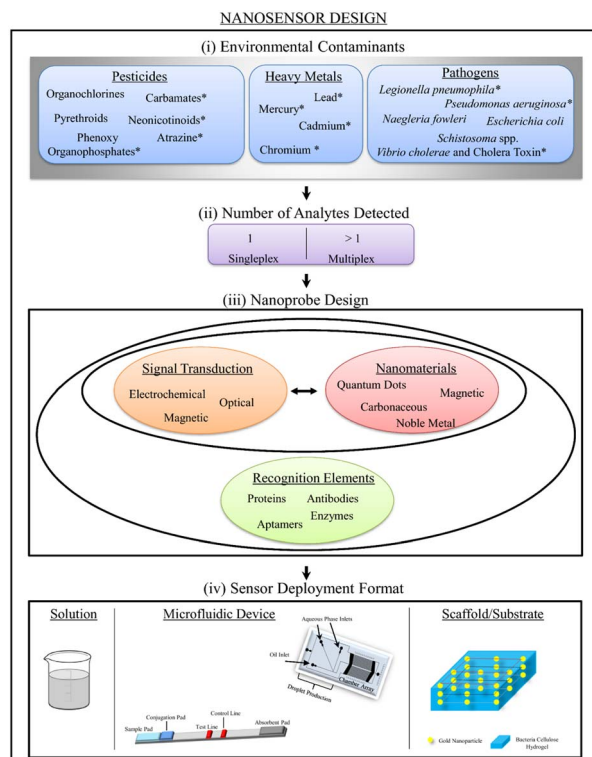 NANOSENSOR DESIGN
(i) Environmental Contaminants
Pesticides
Organochlorines
Carbamates*
Pyrethroids
Neonicotinoids*
Phenoxy
Atrazine*
Organophosphates*
Heavy Metals
Lead*
Mercury*
Cadmium*
Chromium *
Pathogens
Legionella pneumophila*
Pseudomonas aeruginosa*
Naegleria fowleri
Escherichia coli
Schistosoma spp.
Vibrio cholerae and Cholera Toxin*
(ii) Number of Analytes Detected
1
> 1
Singleplex
Multiplex
(iii) Nanoprobe Design
Signal Transduction
Electrochemical
Optical
Magnetic
Nanomaterials
Quantum Dots
Magnetic
Carbonaceous
Noble Metal
Recognition Elements
Proteins
Antibodies
Enzymes
Aptamers
(iv) Sensor Deployment Format
Solution
Microfluidic Device
Aqueous Phase Inlets
Oil Inlet
Chamber Array
Droplet Production
Control Line
Conjugation Pad
Absorbent Pad
Test Line
Sample Pad
Scaffold/Substrate
Gold Nanoparticle
Bacteria Cellulose
Hydrogel